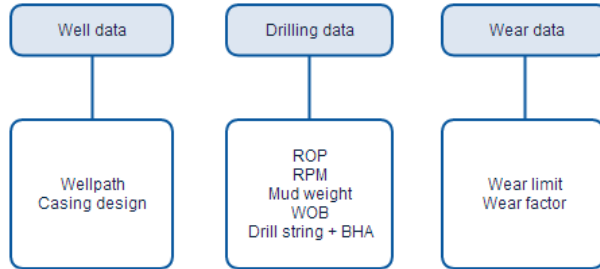 Well data
Drilling data
Wear data
Wellpath
Casing design
ROP
RPM
Mud weight
WOB
Drill string + BHA
Wear limit
Wear factor